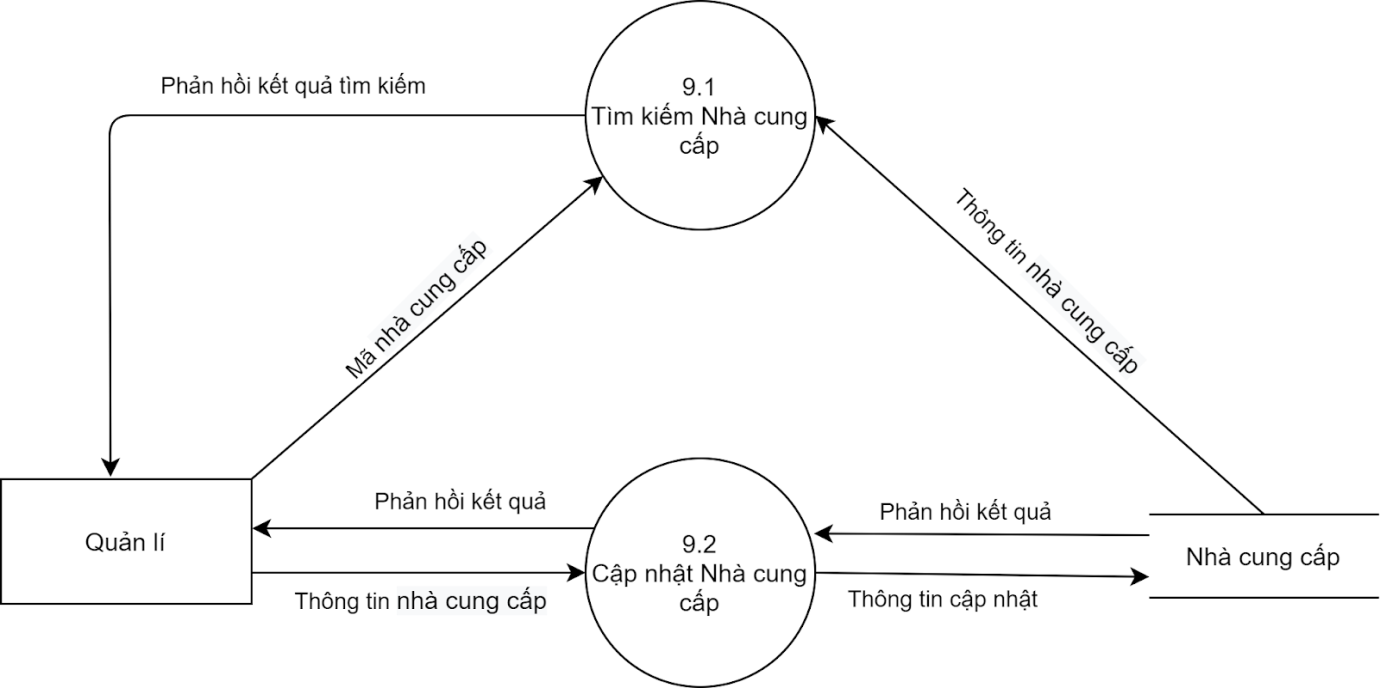 Phản hồi kết quả tìm kiếm
9.1
Tìm kiếm Nhà cung
cấp
Mã nhà cung cấp
Thông tin nhà cung cấp
Quản lí
Phản hồi kết quả
Thông tin nhà cung cấp
9.2
Cập nhật Nhà cung
cấp
Phản hồi kết quả
Thông tin cập nhật
Nhà cung cấp